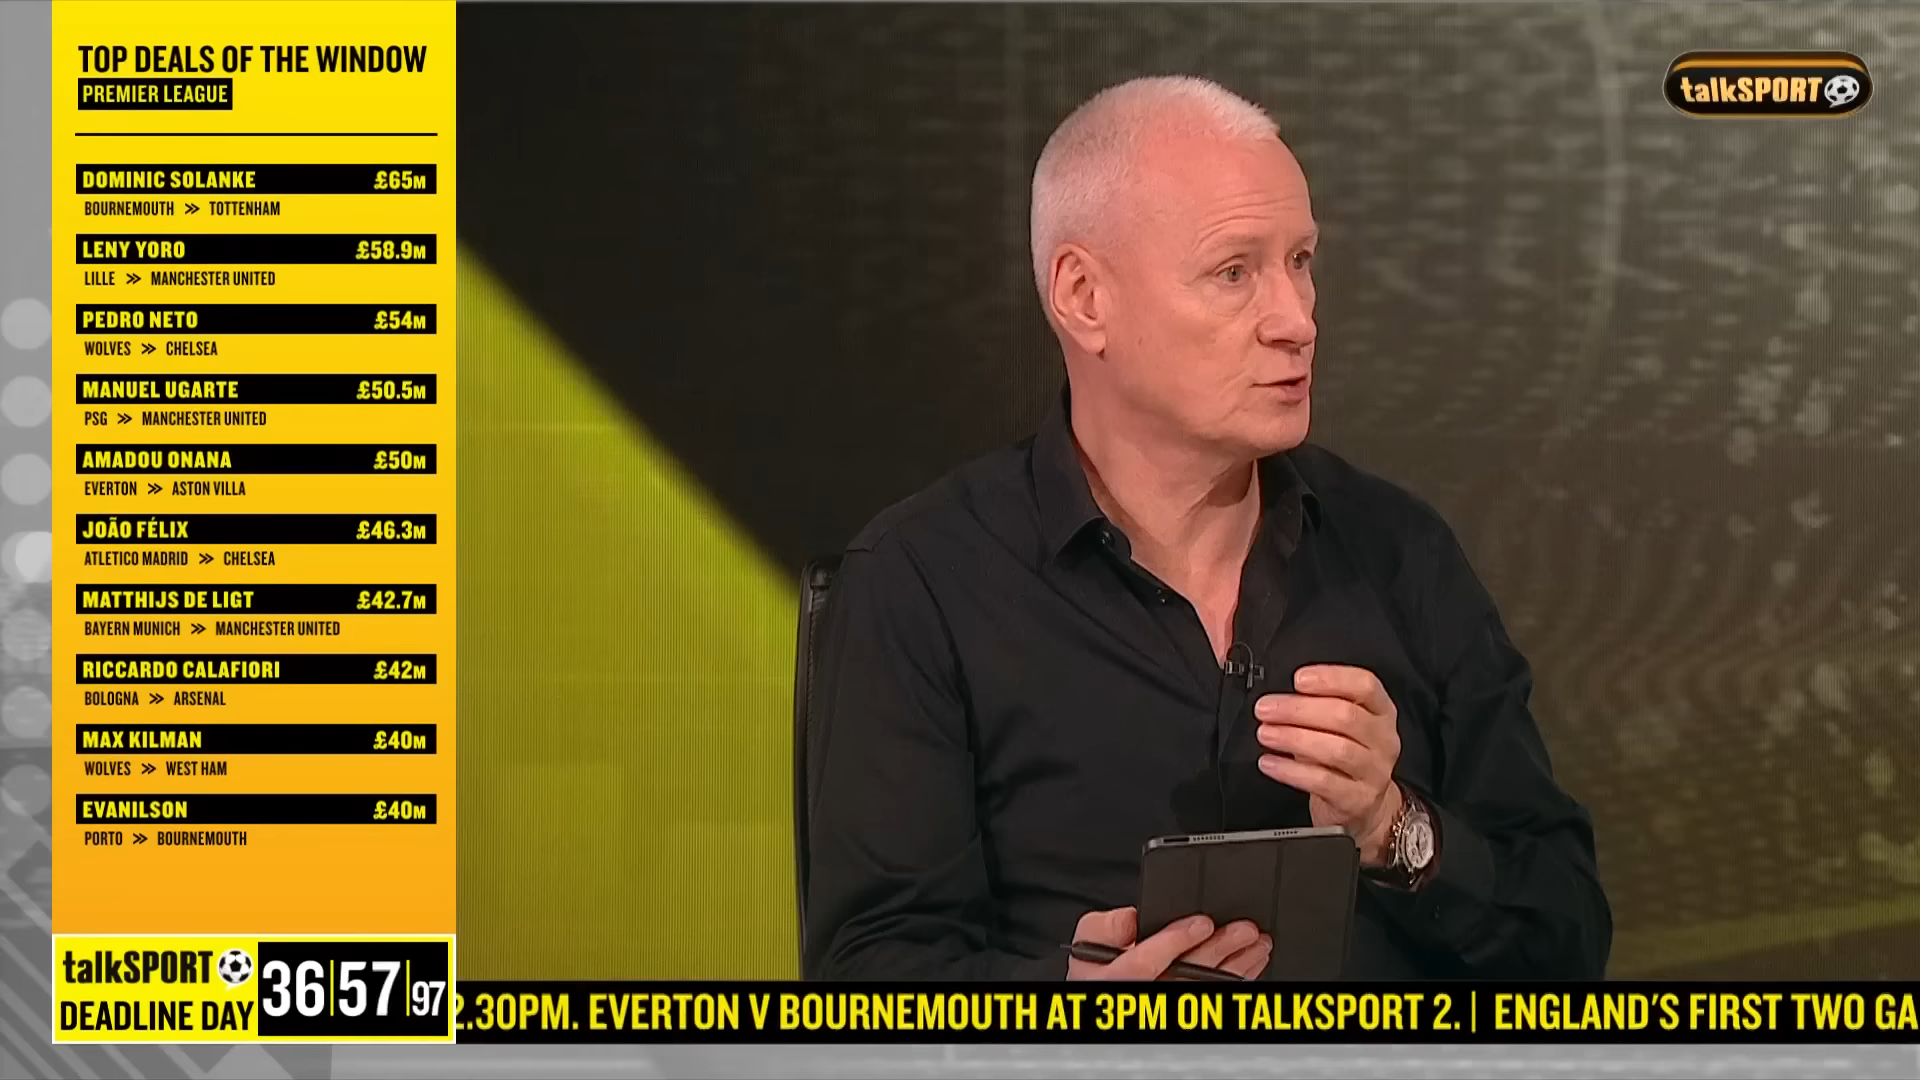 TOP DEALS OF THE WINDOW
PREMIER LEAGUE
DOMINIC SOLANKE £65M
BOURNEMOUTH >> TOTTENHAM
LENY YORO £58.9M
LILLE >> MANCHESTER UNITED
PEDRO NETO £54M
WOLVES >> CHELSEA
MANUEL UGARTE £50.5M
PSG >> MANCHESTER UNITED
AMADOU ONANA £50M
EVERTON >> ASTON VILLA
JOÃO FÉLIX £46.3M
ATLETICO MADRID >> CHELSEA
MATTHIJS DE LIGT £42.7M
BAYERN MUNICH >> MANCHESTER UNITED
RICCARDO CALAFIORI £42M
BOLOGNA >> ARSENAL
MAX KILMAN £40M
WOLVES >> WEST HAM
EVANILSON £40M
PORTO >> BOURNEMOUTH
talkSPORT
talkSPORT
DEADLINE DAY
36|57|97
2.30PM. EVERTON V BOURNEMOUTH AT 3PM ON TALKSPORT 2. | ENGLAND'S FIRST TWO GA